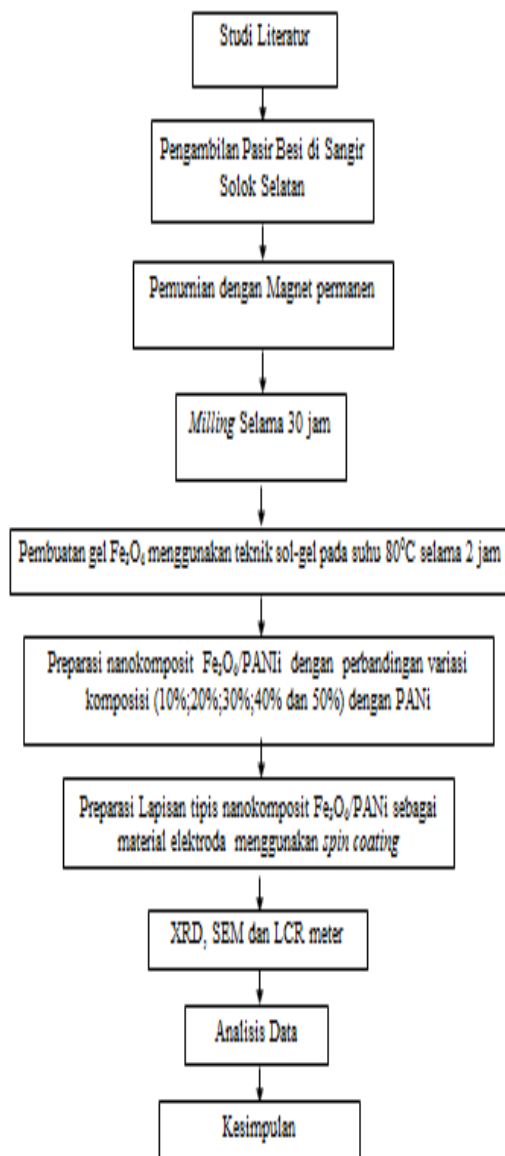 Studi Literatur
Pengambilan Pasir Besi di Sangir
Solok Selatan
Pemurnian dengan Magnet permanen
Milling Selama 30 jam
Pembuatan gel Fe₃O₄ menggunakan teknik sol-gel pada suhu 80⁰C selama 2 jam
Preparasi nanokomposit Fe₃O₄/PANIi dengan perbandingan variasi
komposisi (10%;20%;30%;40% dan 50%) dengan PANi
Preparasi Lapisan tipis nanokomposit Fe₃O₄/PANi sebagai
material elektroda menggunakan spin coating
XRD, SEM dan LCR meter
Analisis Data
Kesimpulan